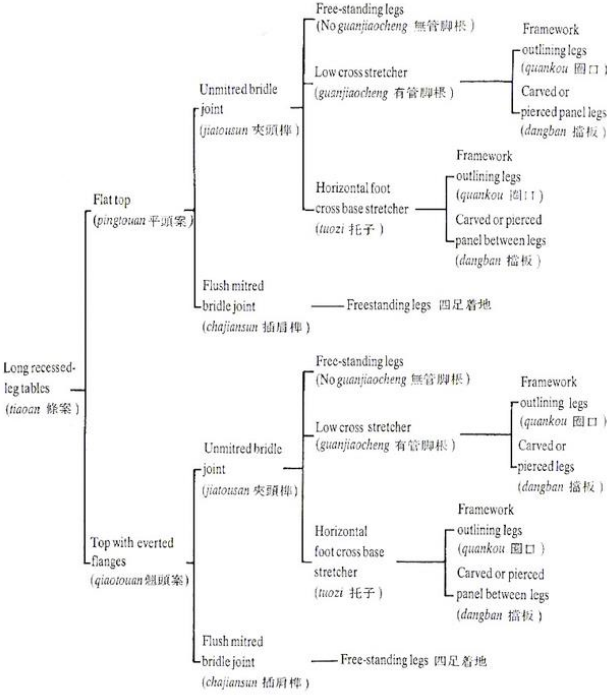 Long recessed-
leg tables
(tiaoan 條案)
Flat top
(pingtouan 平頭案)
Unmitred bridle
joint
(jiatousun 夾頭榫)
Free-standing legs
(No guanjiaocheng 無管脚根)
Low cross stretcher
(guanjiaocheng 有管脚根)
Framework
outlining legs
(quankou 圈口)
Carved or
pierced panel legs
(dangban 擋板)
Horizontal foot
cross base stretcher
(tuozi 托子)
Framework
outlining legs
(quankou 圈口)
Carved or pierced
panel between legs
(dangban 擋板)
Flush mitred
bridle joint
(chajiansun 插肩榫)
Freestanding legs 四足着地
Top with everted
flanges
(qiaotouan 翹頭案)
Unmitred bridle
joint
(jiatousan 夾頭榫)
Free-standing legs
(No guanjiaocheng 無管脚根)
Low cross stretcher
(guanjiaocheng 有管脚根)
Framework
outlining legs
(quankou 圈口)
Carved or
pierced legs
(dangban 擋板)
Horizontal
foot cross base
stretcher
(tuozi 托子)
Framework
outlining legs
(quankou 圈口)
Carved or pierced
panel between legs
(dangban 擋板)
Flush mitred
bridle joint
(chajiansun 插肩榫)
Free-standing legs 四足着地